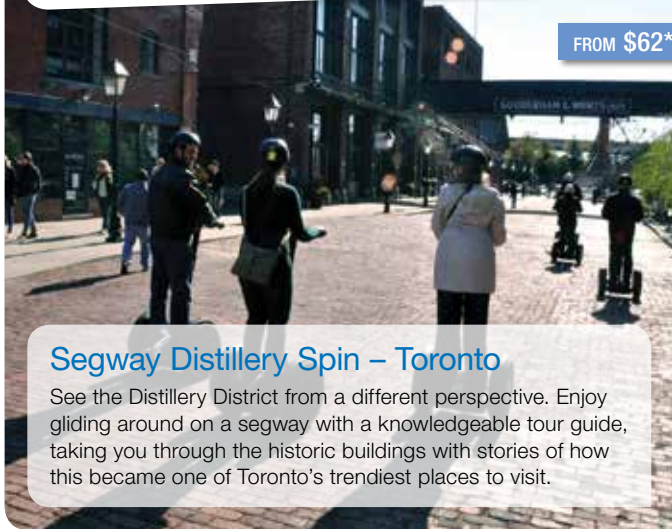 FROM $62*
GOODERHAM & WORTS
Segway Distillery Spin – Toronto
See the Distillery District from a different perspective. Enjoy
gliding around on a segway with a knowledgeable tour guide,
taking you through the historic buildings with stories of how
this became one of Toronto’s trendiest places to visit.